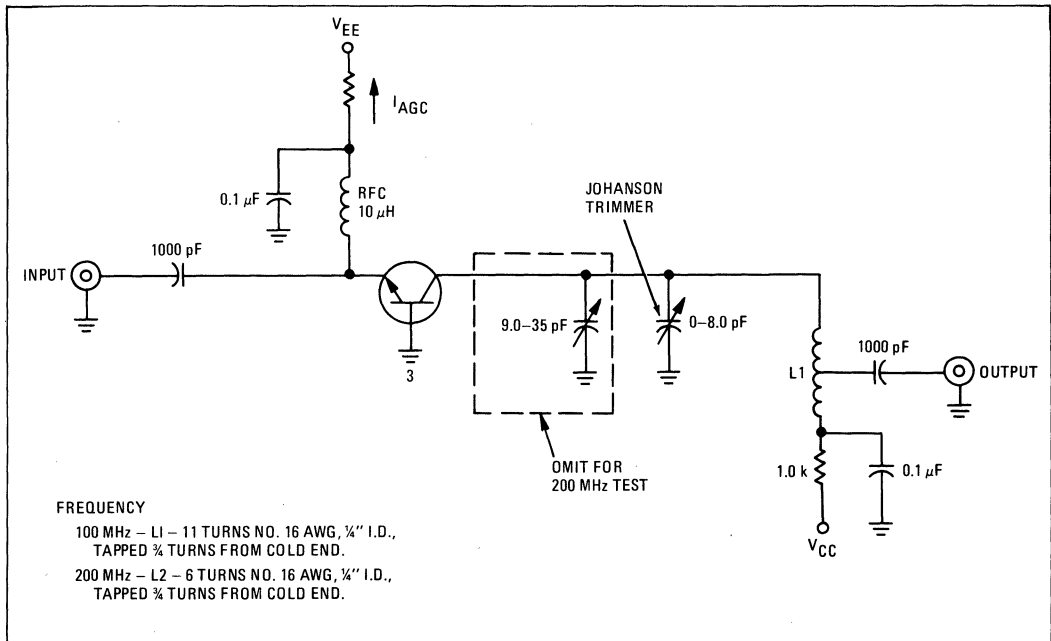 VEE
IAGC
0.1 μF
RFC
10 μH
JOHANSON
TRIMMER
1000 pF
INPUT
9.0–35 pF
0–8.0 pF
1000 pF
3
L1
OUTPUT
OMIT FOR
200 MHz TEST
1.0 k
0.1 μF
VCC
FREQUENCY
100 MHz – LI – 11 TURNS NO. 16 AWG, ¼" I.D.,
TAPPED ¾ TURNS FROM COLD END.
200 MHz – L2 – 6 TURNS NO. 16 AWG, ¼" I.D.,
TAPPED ¾ TURNS FROM COLD END.